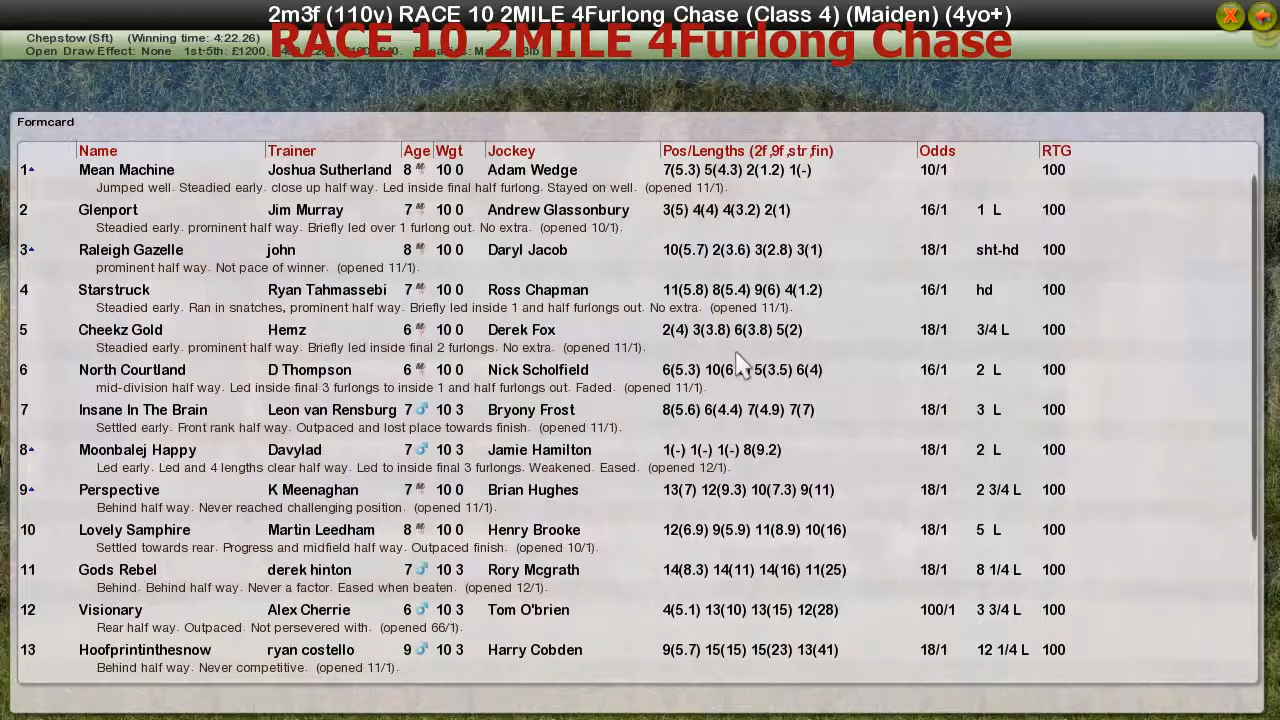 2m3f (110y) RACE 10 2MILE 4Furlong Chase (Class 4) (Maiden) (4yo+)
RACE 10 2MILE 4Furlong Chase
Chepstow (Sft) (Winning time: 4:22.26)
Open Draw Effect: None 1st-5th: £1200,
Formcard
Name Trainer Age Wgt Jockey Pos/Lengths (2f,9f,str,fin) Odds RTG
1 Mean Machine Joshua Sutherland 8 10 0 Adam Wedge 7(5.3) 5(4.3) 2(1.2) 1(-) 10/1 100
Jumped well. Steadied early. close up half way. Led inside final half furlong. Stayed on well. (opened 11/1).
2 Glenport Jim Murray 7 10 0 Andrew Glassonbury 3(5) 4(4) 4(3.2) 2(1) 16/1 1 L 100
Steadied early. prominent half way. Briefly led over 1 furlong out. No extra. (opened 10/1).
3 Raleigh Gazelle john 8 10 0 Daryl Jacob 10(5.7) 2(3.6) 3(2.8) 3(1) 18/1 sht-hd 100
prominent half way. Not pace of winner. (opened 11/1).
4 Starstruck Ryan Tahmassebi 7 10 0 Ross Chapman 11(5.8) 8(5.4) 9(6) 4(1.2) 16/1 hd 100
Steadied early. Ran in snatches, prominent half way. Briefly led inside 1 and half furlongs out. No extra. (opened 11/1).
5 Cheekz Gold Hemz 6 10 0 Derek Fox 2(4) 3(3.8) 6(3.8) 5(2) 18/1 3/4 L 100
Steadied early. prominent half way. Briefly led inside final 2 furlongs. No extra. (opened 11/1).
6 North Courtland D Thompson 6 10 0 Nick Scholfield 6(5.3) 10(6. 5(3.5) 6(4) 16/1 2 L 100
mid-division half way. Led inside final 3 furlongs to inside 1 and half furlongs out. Faded. (opened 11/1).
7 Insane In The Brain Leon van Rensburg 7 10 3 Bryony Frost 8(5.6) 6(4.4) 7(4.9) 7(7) 18/1 3 L 100
Settled early. Front rank half way. Outpaced and lost place towards finish. (opened 11/1).
8 Moonbalej Happy Davylad 7 10 3 Jamie Hamilton 1(-) 1(-) 1(-) 8(9.2) 18/1 2 L 100
Led early. Led and 4 lengths clear half way. Led to inside final 3 furlongs. Weakened. Eased. (opened 12/1).
9 Perspective K Meenaghan 7 10 0 Brian Hughes 13(7) 12(9.3) 10(7.3) 9(11) 18/1 2 3/4 L 100
Behind half way. Never reached challenging position. (opened 11/1).
10 Lovely Samphire Martin Leedham 8 10 0 Henry Brooke 12(6.9) 9(5.9) 11(8.9) 10(16) 18/1 5 L 100
Settled towards rear. Progress and midfield half way. Outpaced finish. (opened 10/1).
11 Gods Rebel derek hinton 7 10 3 Rory Mcgrath 14(8.3) 14(11) 14(16) 11(25) 18/1 8 1/4 L 100
Behind. Behind half way. Never a factor. Eased when beaten. (opened 12/1).
12 Visionary Alex Cherrie 6 10 3 Tom O'brien 4(5.1) 13(10) 13(15) 12(28) 100/1 3 3/4 L 100
Rear half way. Outpaced. Not persevered with. (opened 66/1).
13 Hoofprintinthesnow ryan costello 9 10 3 Harry Cobden 9(5.7) 15(15) 15(23) 13(41) 18/1 12 1/4 L 100
Behind half way. Never competitive. (opened 11/1).